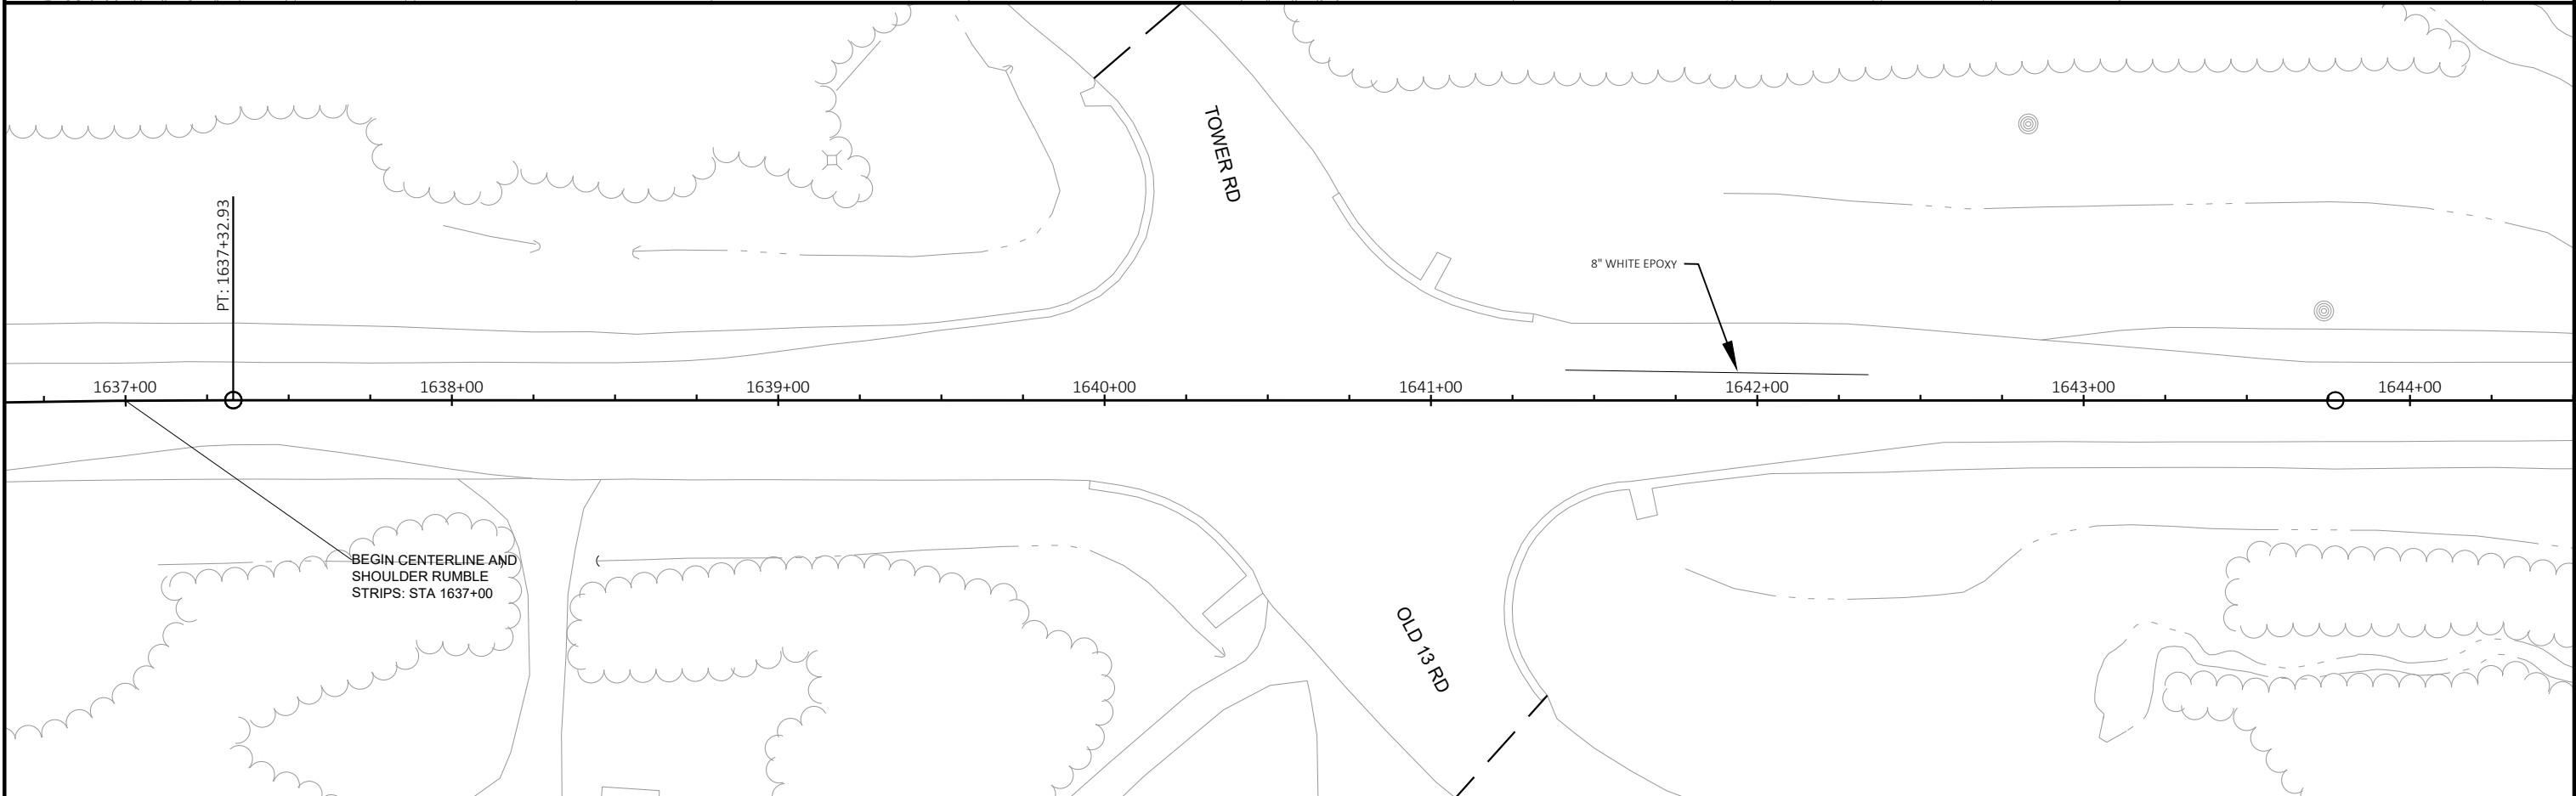 TOWER RD
PT: 1637+32.93
8" WHITE EPOXY
1637+00
1638+00
1639+00
1640+00
1641+00
1642+00
1643+00
1644+00
BEGIN CENTERLINE AND
SHOULDER RUMBLE
STRIPS: STA 1637+00
OLD 13 RD